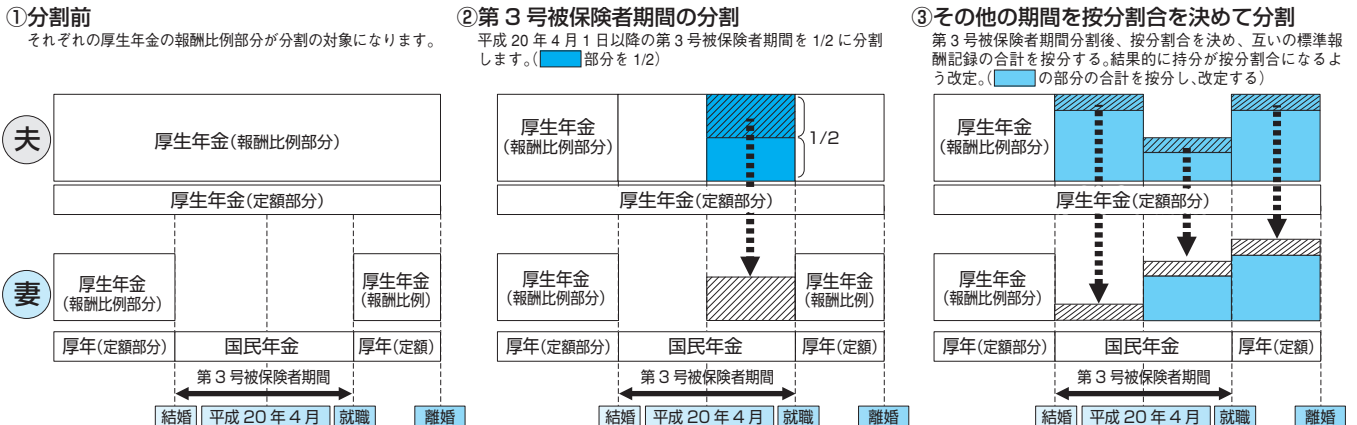 ①分割前
それぞれの厚生年金の報酬比例部分が分割の対象になります。
夫
厚生年金(報酬比例部分)
厚生年金(定額部分)
妻
厚生年金
(報酬比例部分)
厚生年金
(報酬比例)
厚年(定額部分)
国民年金
厚年(定額)
第3号被保険者期間
結婚
平成20年4月
就職
離婚
②第3号被保険者期間の分割
平成20年4月1日以降の第3号被保険者期間を1/2に分割
します。( 部分を1/2)
厚生年金
(報酬比例部分)
1/2
厚生年金(定額部分)
厚生年金
(報酬比例部分)
厚生年金
(報酬比例)
厚年(定額部分)
国民年金
厚年(定額)
第3号被保険者期間
結婚
平成20年4月
就職
離婚
③その他の期間を按分割合を決めて分割
第3号被保険者期間分割後、按分割合を決め、互いの標準報
酬記録の合計を按分する。結果的に持分が按分割合になるよ
う改定。( の部分の合計を按分し、改定する)
厚生年金
(報酬比例部分)
厚生年金(定額部分)
厚生年金
(報酬比例部分)
厚年(定額部分)
国民年金
厚年(定額)
第3号被保険者期間
結婚
平成20年4月
就職
離婚